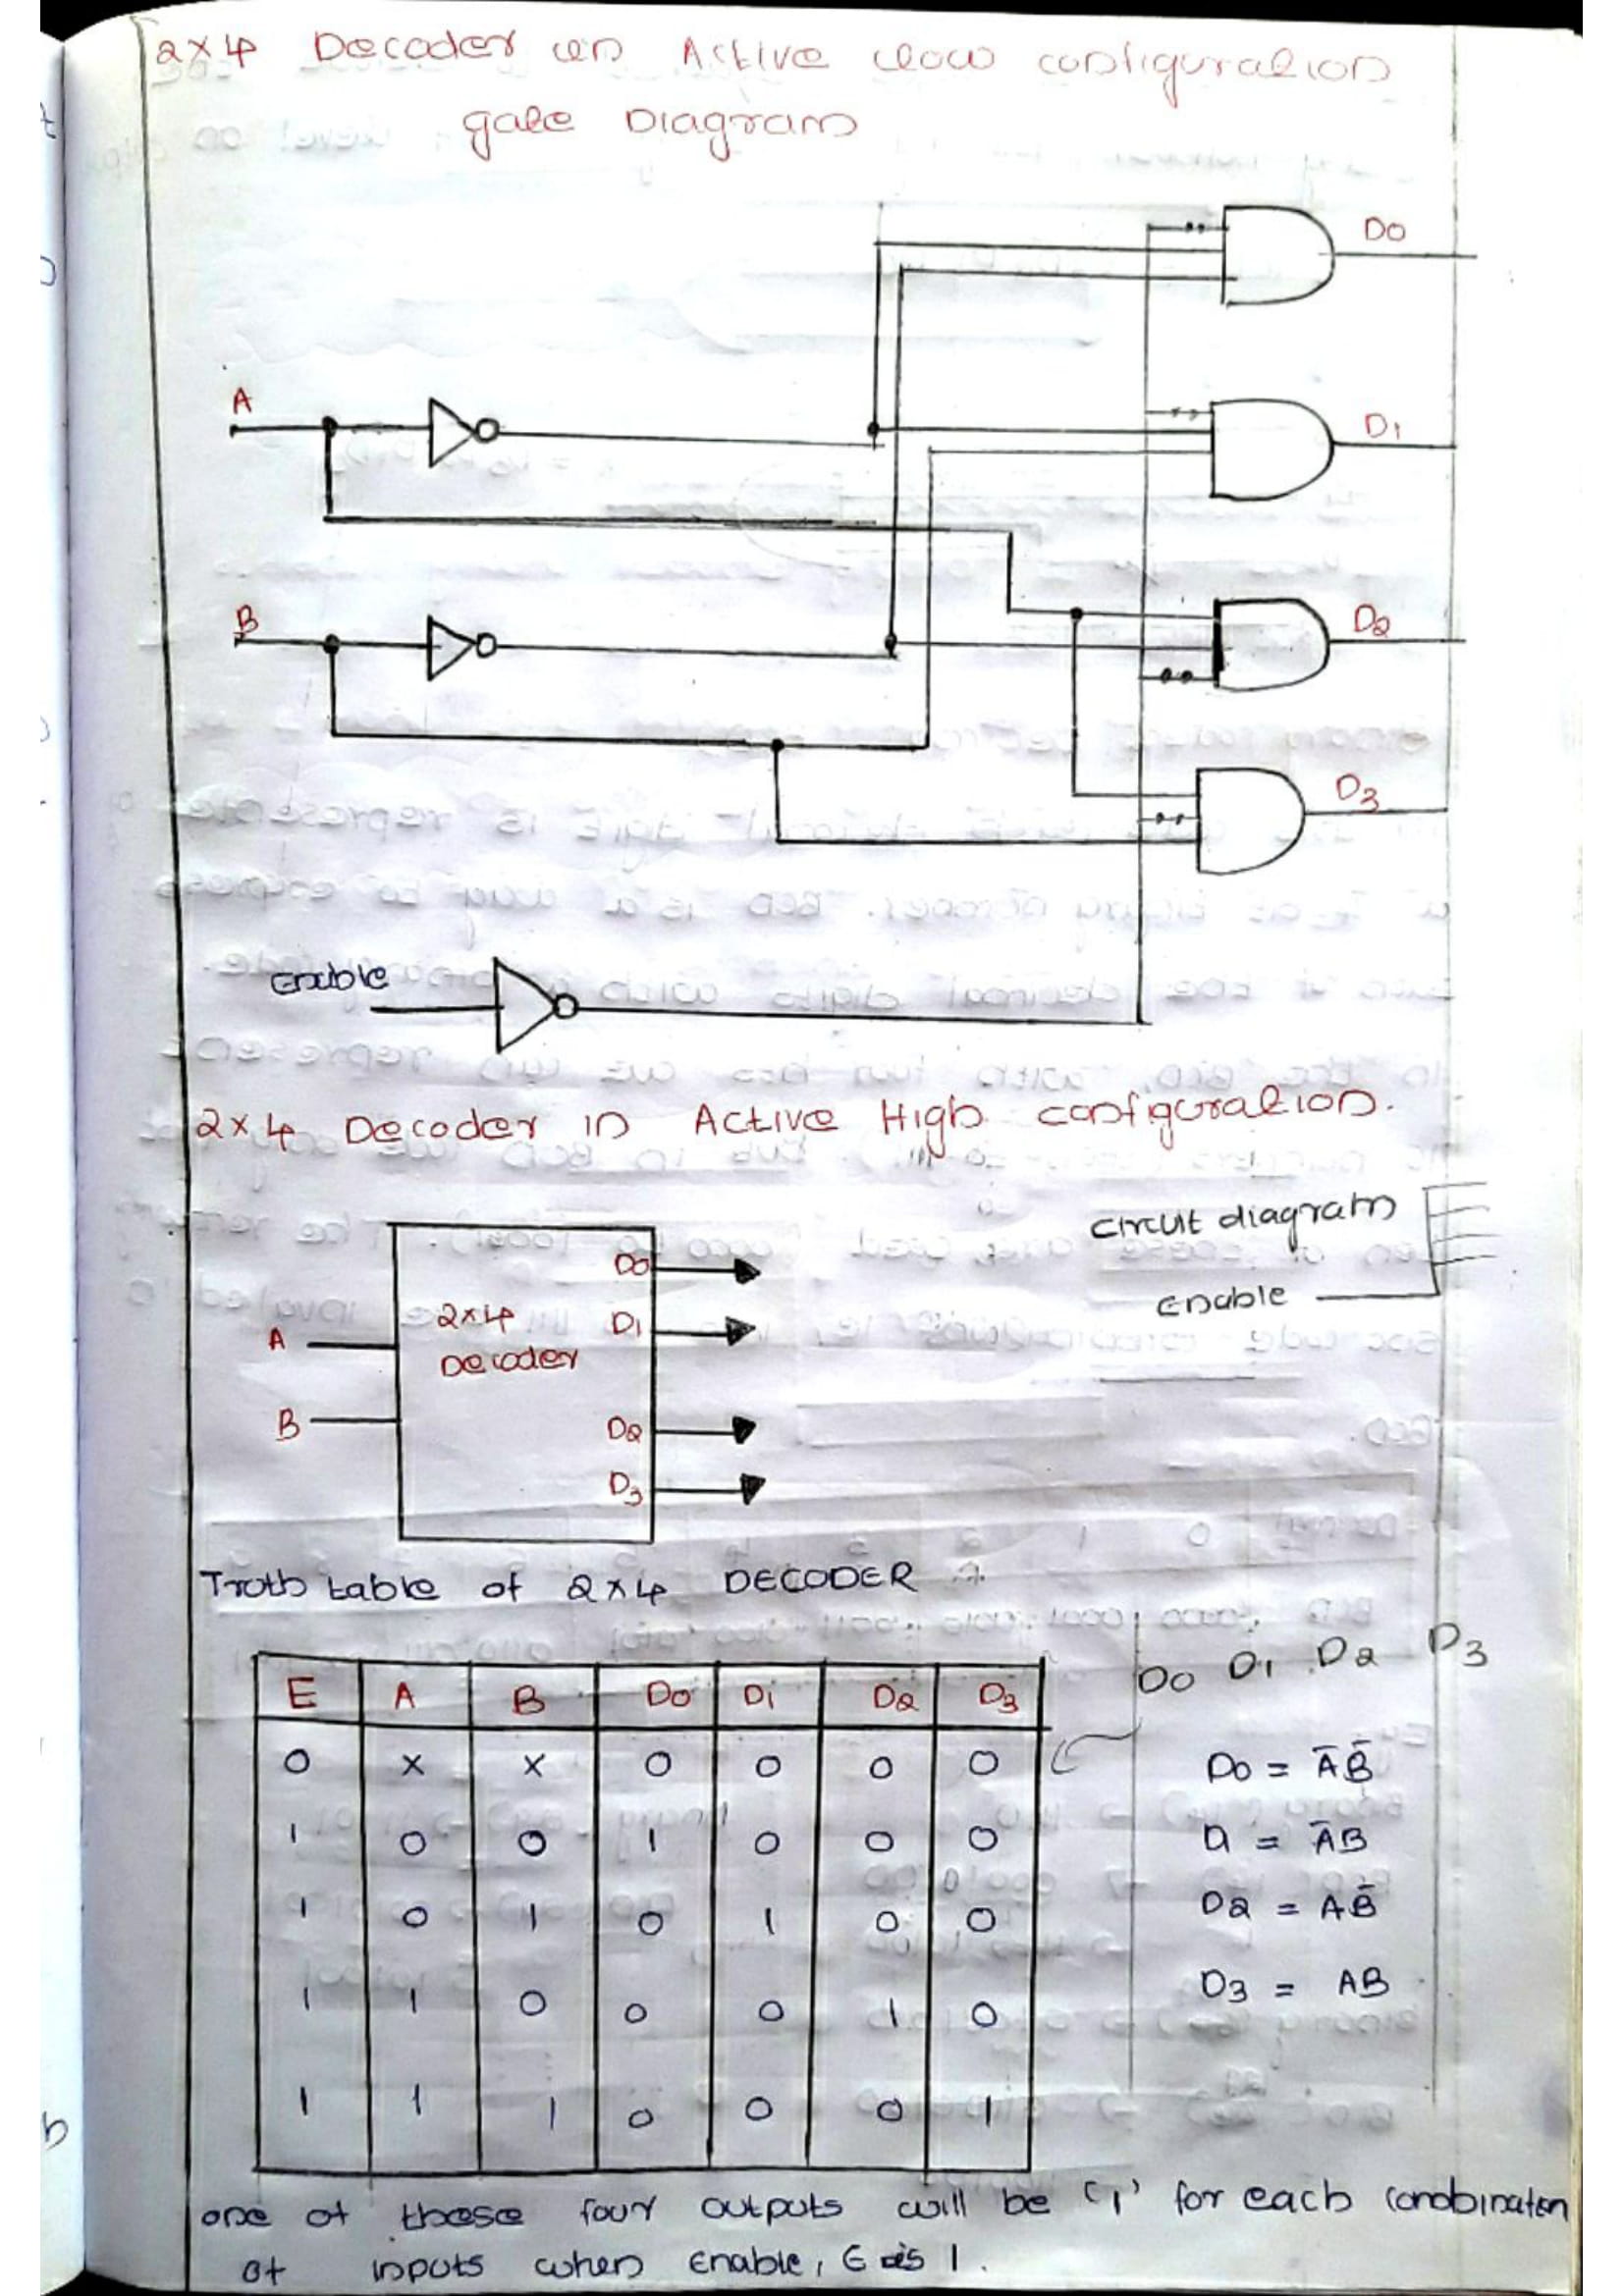 2x4 Decoder in Active low configuration
gate Diagram
D0
A
D1
B
D2
D3
Enable
2x4 Decoder in Active High configuration.
circuit diagram
Enable
2x4
Decoder
A
B
D0
D1
D2
D3
Troth table of 2x4 DECODER
D0 D1 D2 D3
E A B D0 D1 D2 D3
0 x x 0 0 0 0
1 0 0 1 0 0 0
1 0 1 0 1 0 0
1 1 0 0 0 1 0
1 1 1 0 0 0 1
D0 = A̅B̅
D1 = A̅B
D2 = AB̅
D3 = AB
one of these four outputs will be '1' for each combination
of inputs when Enable, E is 1.